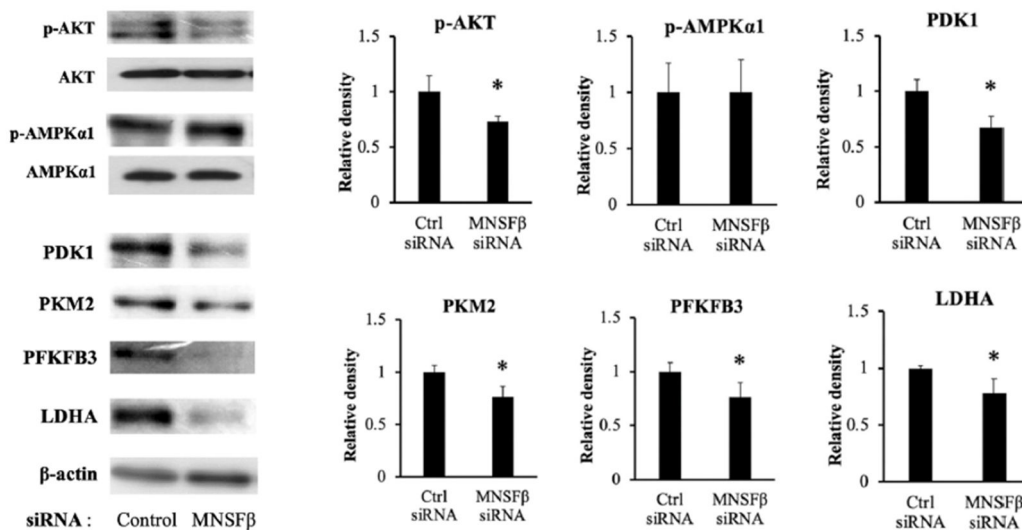 p-AKT
AKT
p-AMPKα1
AMPKα1
PDK1
PKM2
PFKFB3
LDHA
β-actin
siRNA : Control MNSFβ
p-AKT
Relative density
1.5
1
0.5
0
Ctrl siRNA
MNSFβ siRNA
*
p-AMPKα1
Relative density
1.5
1
0.5
0
Ctrl siRNA
MNSFβ siRNA
PDK1
Relative density
1.5
1
0.5
0
Ctrl siRNA
MNSFβ siRNA
*
PKM2
Relative density
1.5
1
0.5
0
Ctrl siRNA
MNSFβ siRNA
*
PFKFB3
Relative density
1.5
1
0.5
0
Ctrl siRNA
MNSFβ siRNA
*
LDHA
Relative density
1.5
1
0.5
0
Ctrl siRNA
MNSFβ siRNA
*